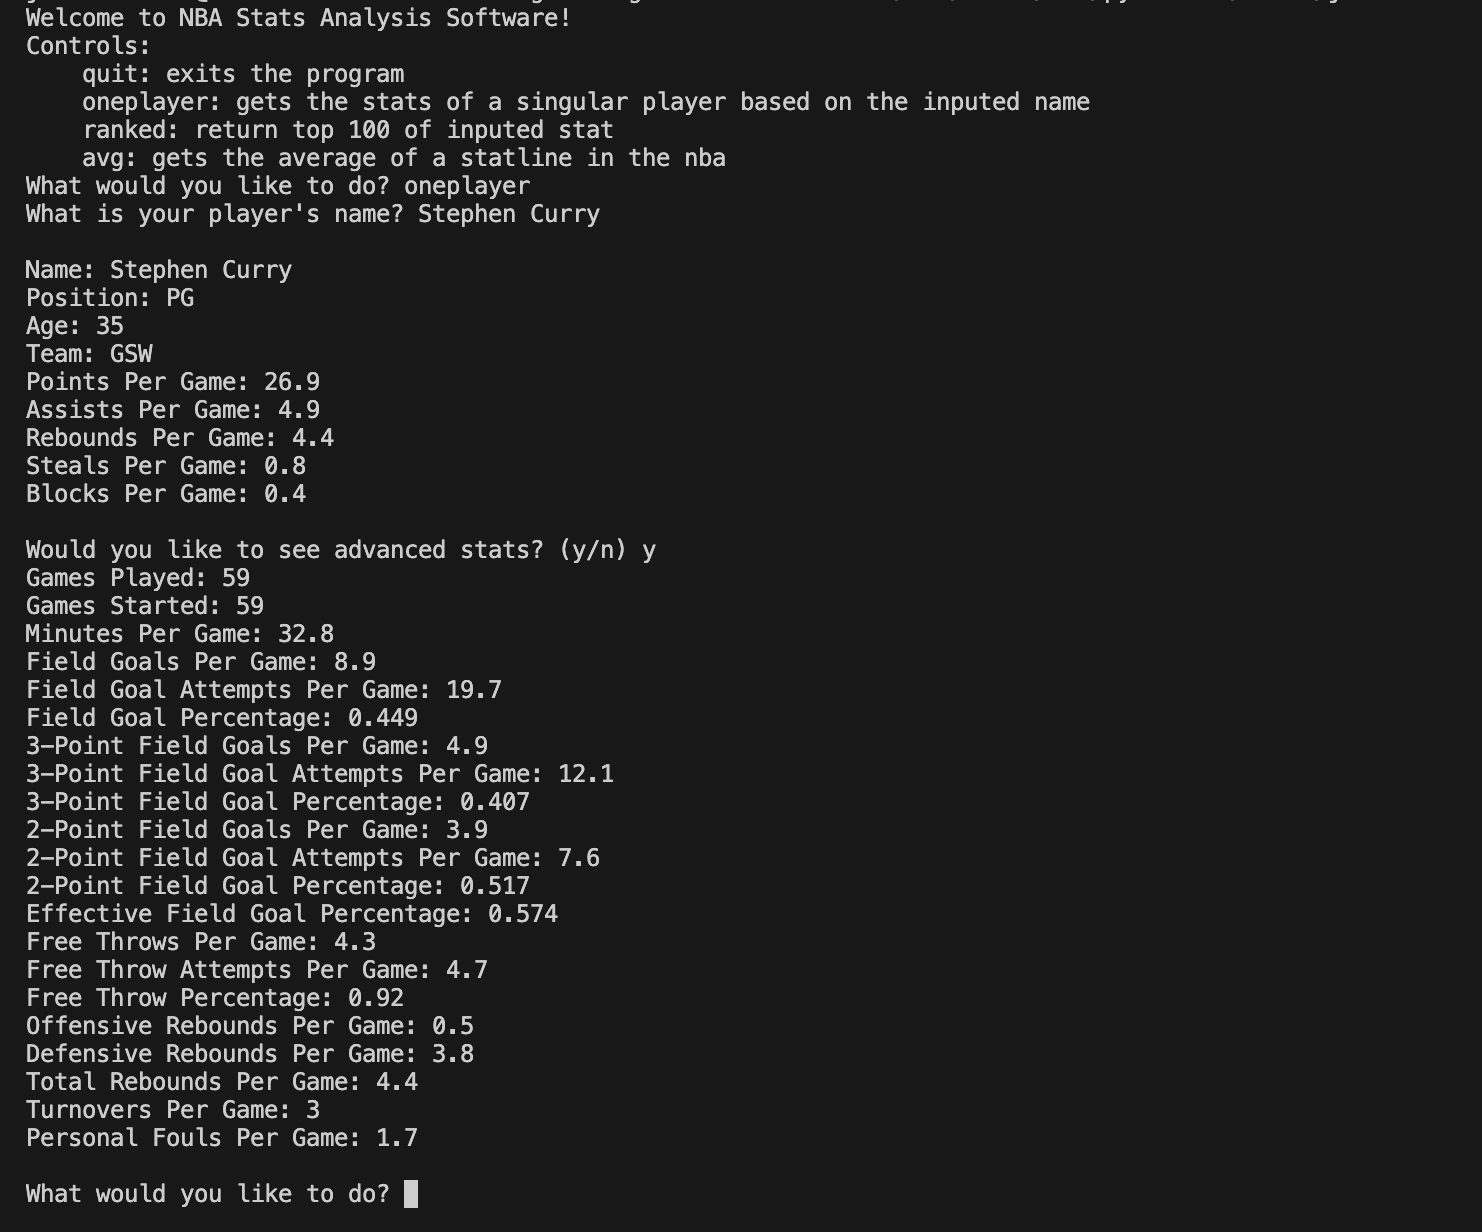 Welcome to NBA Stats Analysis Software!
Controls:
    quit: exits the program
    oneplayer: gets the stats of a singular player based on the inputed name
    ranked: return top 100 of inputed stat
    avg: gets the average of a statline in the nba
What would you like to do? oneplayer
What is your player's name? Stephen Curry

Name: Stephen Curry
Position: PG
Age: 35
Team: GSW
Points Per Game: 26.9
Assists Per Game: 4.9
Rebounds Per Game: 4.4
Steals Per Game: 0.8
Blocks Per Game: 0.4

Would you like to see advanced stats? (y/n) y
Games Played: 59
Games Started: 59
Minutes Per Game: 32.8
Field Goals Per Game: 8.9
Field Goal Attempts Per Game: 19.7
Field Goal Percentage: 0.449
3-Point Field Goals Per Game: 4.9
3-Point Field Goal Attempts Per Game: 12.1
3-Point Field Goal Percentage: 0.407
2-Point Field Goals Per Game: 3.9
2-Point Field Goal Attempts Per Game: 7.6
2-Point Field Goal Percentage: 0.517
Effective Field Goal Percentage: 0.574
Free Throws Per Game: 4.3
Free Throw Attempts Per Game: 4.7
Free Throw Percentage: 0.92
Offensive Rebounds Per Game: 0.5
Defensive Rebounds Per Game: 3.8
Total Rebounds Per Game: 4.4
Turnovers Per Game: 3
Personal Fouls Per Game: 1.7

What would you like to do?